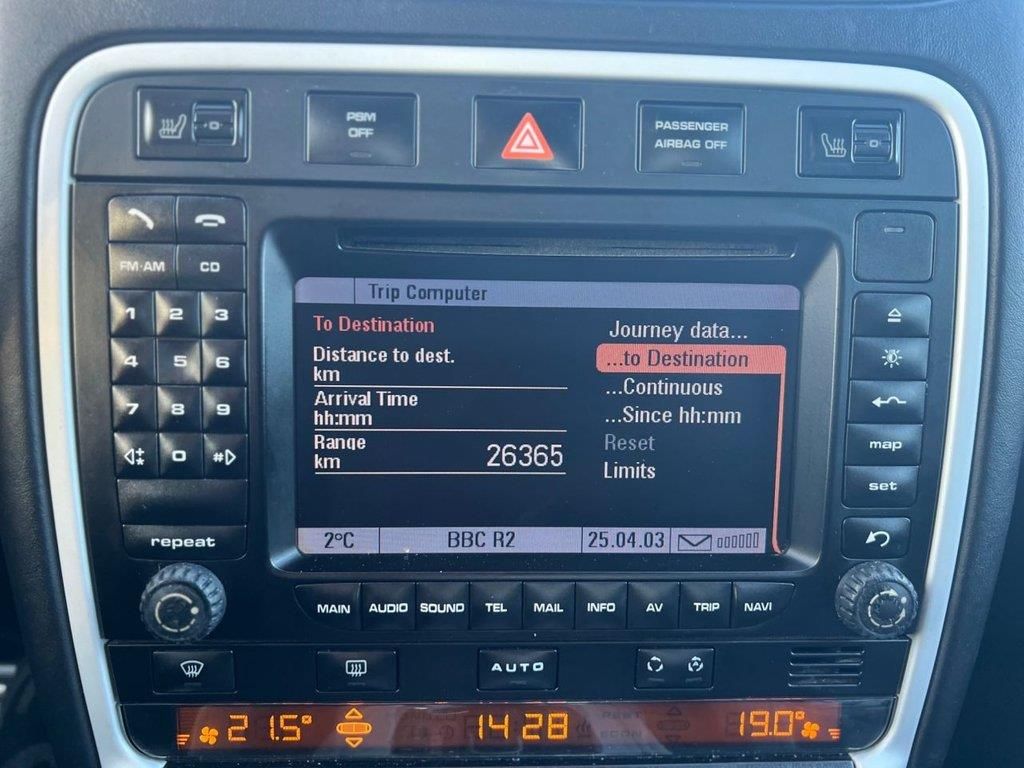 PSM
OFF
PASSENGER
AIRBAG OFF
FM·AM CD
1 2 3
4 5 6
7 8 9
* 0 #
repeat
Trip Computer
To Destination
Distance to dest.
km
Arrival Time
hh:mm
Range
km 26365
Journey data...
...to Destination
...Continuous
...Since hh:mm
Reset
Limits
2°C BBC R2 25.04.03
map
set
MAIN AUDIO SOUND TEL MAIL INFO AV TRIP NAVI
AUTO
21.5° 14 28 19.0°